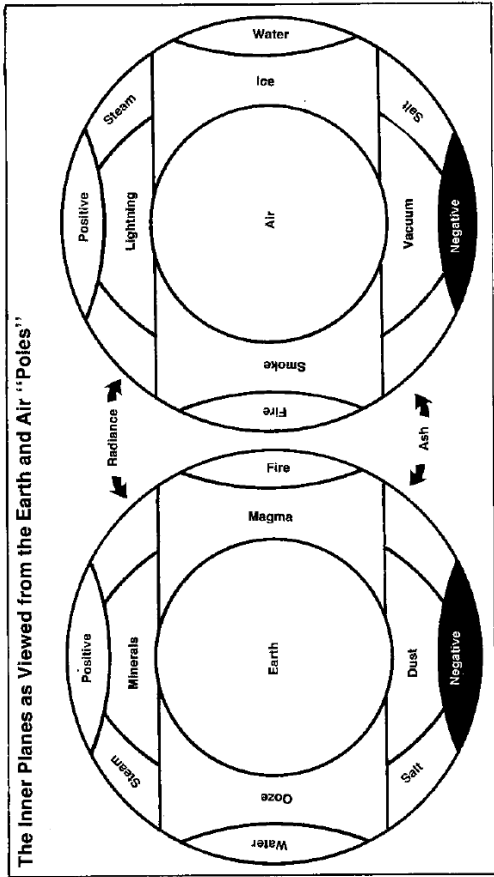 The Inner Planes as Viewed from the Earth and Air "Poles"
Positive
Steam
Minerals
Water
Ooze
Earth
Magma
Fire
Salt
Dust
Negative
Radiance
Ash
Positive
Lightning
Steam
Fire
Smoke
Air
Ice
Water
Vacuum
Salt
Negative